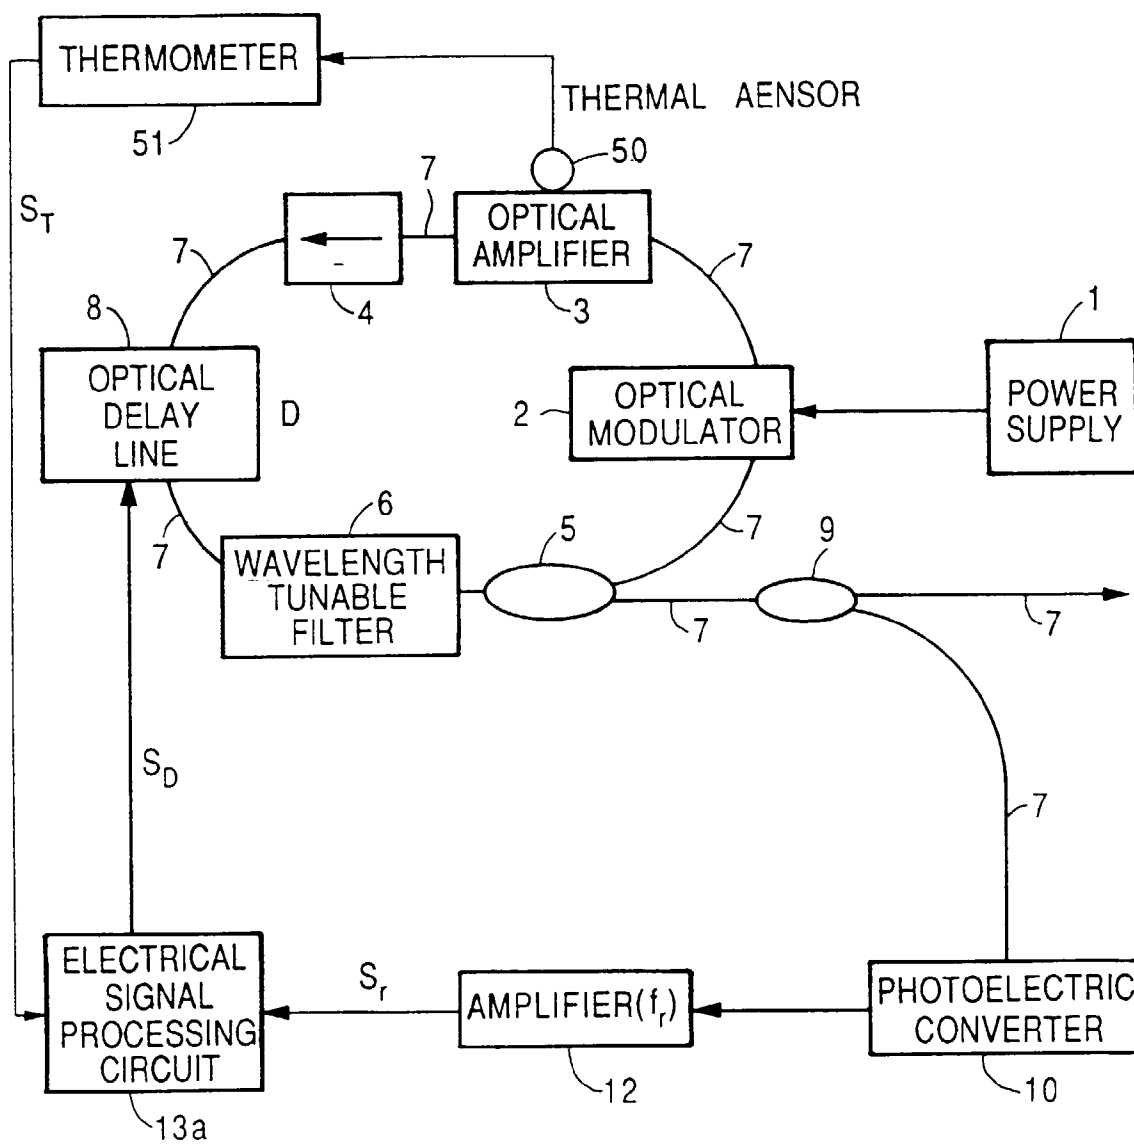 THERMOMETER
51
THERMAL AENSOR
50
S_T
7
OPTICAL
AMPLIFIER
3
4
7
7
8
OPTICAL
DELAY
LINE
D
2
OPTICAL
MODULATOR
1
POWER
SUPPLY
7
6
WAVELENGTH
TUNABLE
FILTER
5
7
9
7
7
S_D
7
ELECTRICAL
SIGNAL
PROCESSING
CIRCUIT
13a
S_r
AMPLIFIER(f_r)
12
PHOTOELECTRIC
CONVERTER
10